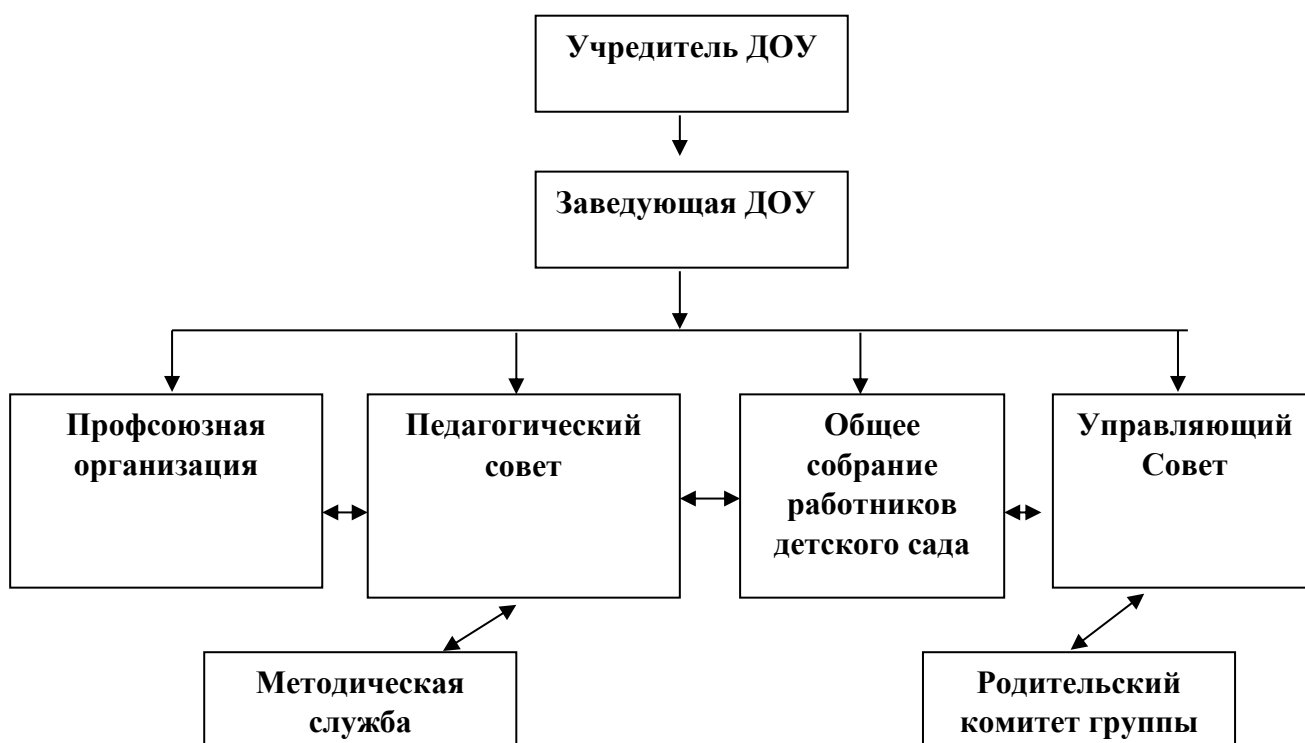 Учредитель ДОУ
Заведующая ДОУ
Профсоюзная
организация
Педагогический
совет
Общее
собрание
работников
детского сада
Управляющий
Совет
Методическая
служба
Родительский
комитет группы